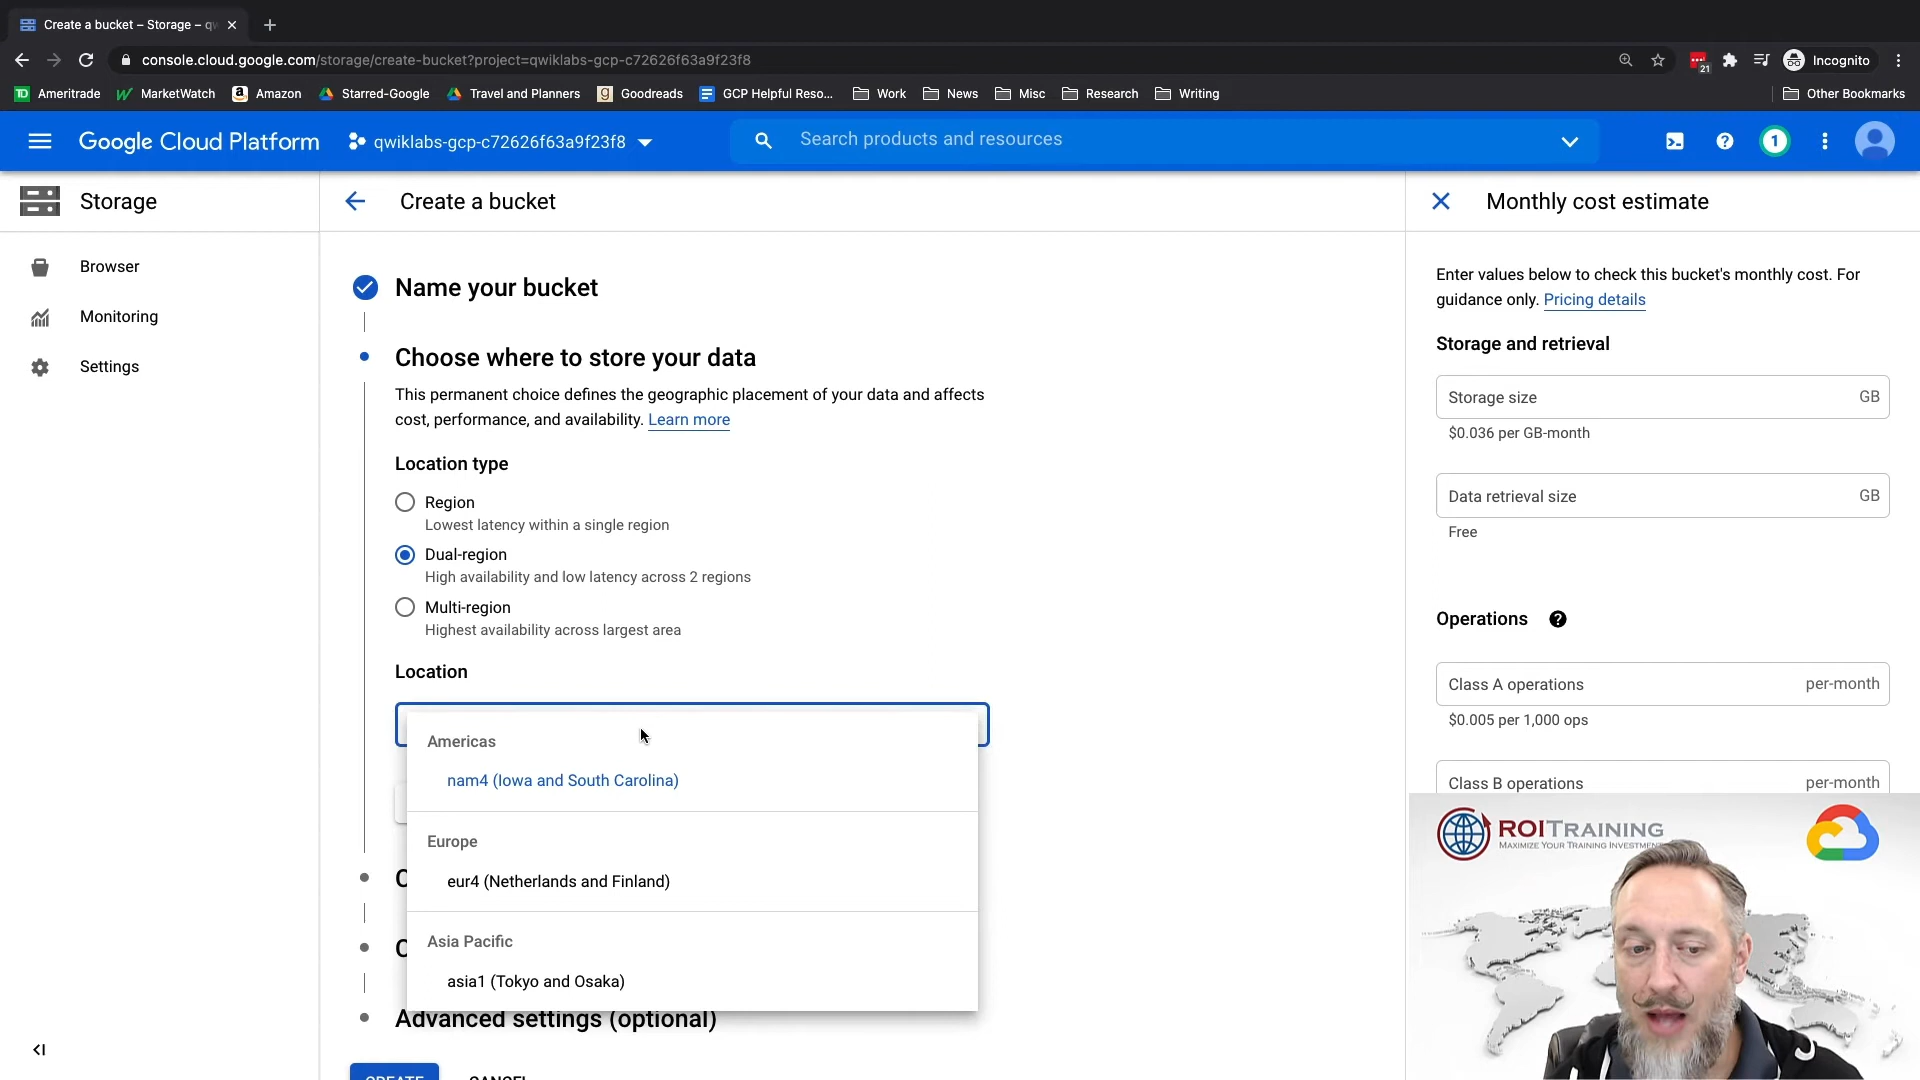 Create a bucket – Storage – qw
console.cloud.google.com/storage/create-bucket?project=qwiklabs-gcp-c72626f63a9f23f8
21
Incognito
TD Ameritrade
MarketWatch
Amazon
Starred-Google
Travel and Planners
Goodreads
GCP Helpful Reso...
Work
News
Misc
Research
Writing
Other Bookmarks
Google Cloud Platform
qwiklabs-gcp-c72626f63a9f23f8
Search products and resources
1
Storage
Create a bucket
Monthly cost estimate
Browser
Monitoring
Settings
Name your bucket
Choose where to store your data
This permanent choice defines the geographic placement of your data and affects
cost, performance, and availability. Learn more
Location type
Region
Lowest latency within a single region
Dual-region
High availability and low latency across 2 regions
Multi-region
Highest availability across largest area
Location
Americas
nam4 (Iowa and South Carolina)
Europe
eur4 (Netherlands and Finland)
Asia Pacific
asia1 (Tokyo and Osaka)
Advanced settings (optional)
CREATE
CANCEL
Enter values below to check this bucket's monthly cost. For
guidance only. Pricing details
Storage and retrieval
Storage size GB
$0.036 per GB-month
Data retrieval size GB
Free
Operations
Class A operations per-month
$0.005 per 1,000 ops
Class B operations per-month
ROI TRAINING
MAXIMIZE YOUR TRAINING INVESTMENT